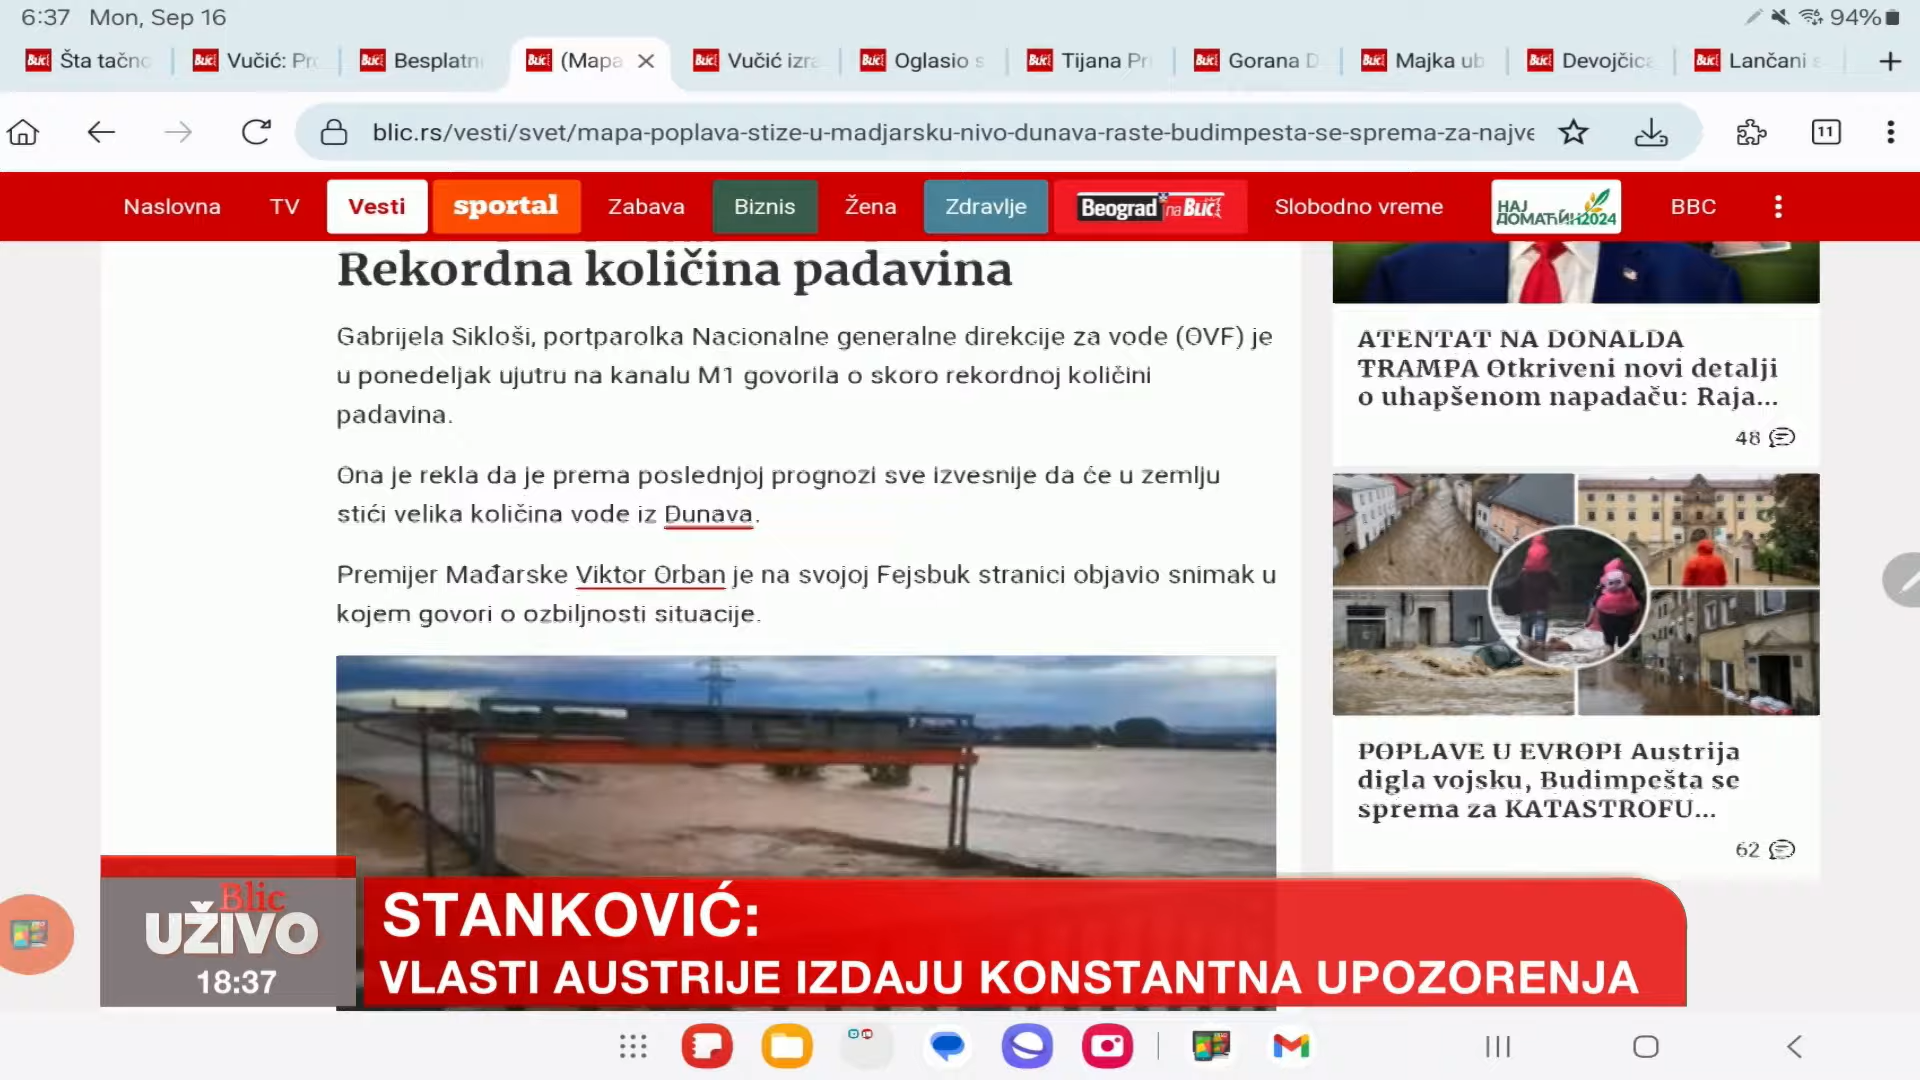 6:37 Mon, Sep 16
94%
Šta tačno
Vučić: Pro
Besplatn
(Mapa
Vučić izra
Oglasio s
Tijana Pri
Gorana D
Majka ub
Devojčica
Lančani s
blic.rs/vesti/svet/mapa-poplava-stize-u-madjarsku-nivo-dunava-raste-budimpesta-se-sprema-za-najve
11
Naslovna TV Vesti sportal Zabava Biznis Žena Zdravlje Beograd na Blic Slobodno vreme НАЈ ДОМАЋИН2024 BBC
Rekordna količina padavina
Gabrijela Sikloši, portparolka Nacionalne generalne direkcije za vode (OVF) je
u ponedeljak ujutru na kanalu M1 govorila o skoro rekordnoj količini
padavina.
Ona je rekla da je prema poslednjoj prognozi sve izvesnije da će u zemlju
stići velika količina vode iz Dunava.
Premijer Mađarske Viktor Orban je na svojoj Fejsbuk stranici objavio snimak u
kojem govori o ozbiljnosti situacije.
ATENTAT NA DONALDA
TRAMPA Otkriveni novi detalji
o uhapšenom napadaču: Raja...
48
POPLAVE U EVROPI Austrija
digla vojsku, Budimpešta se
sprema za KATASTROFU...
62
Blic
UŽIVO
18:37
STANKOVIĆ:
VLASTI AUSTRIJE IZDAJU KONSTANTNA UPOZORENJA